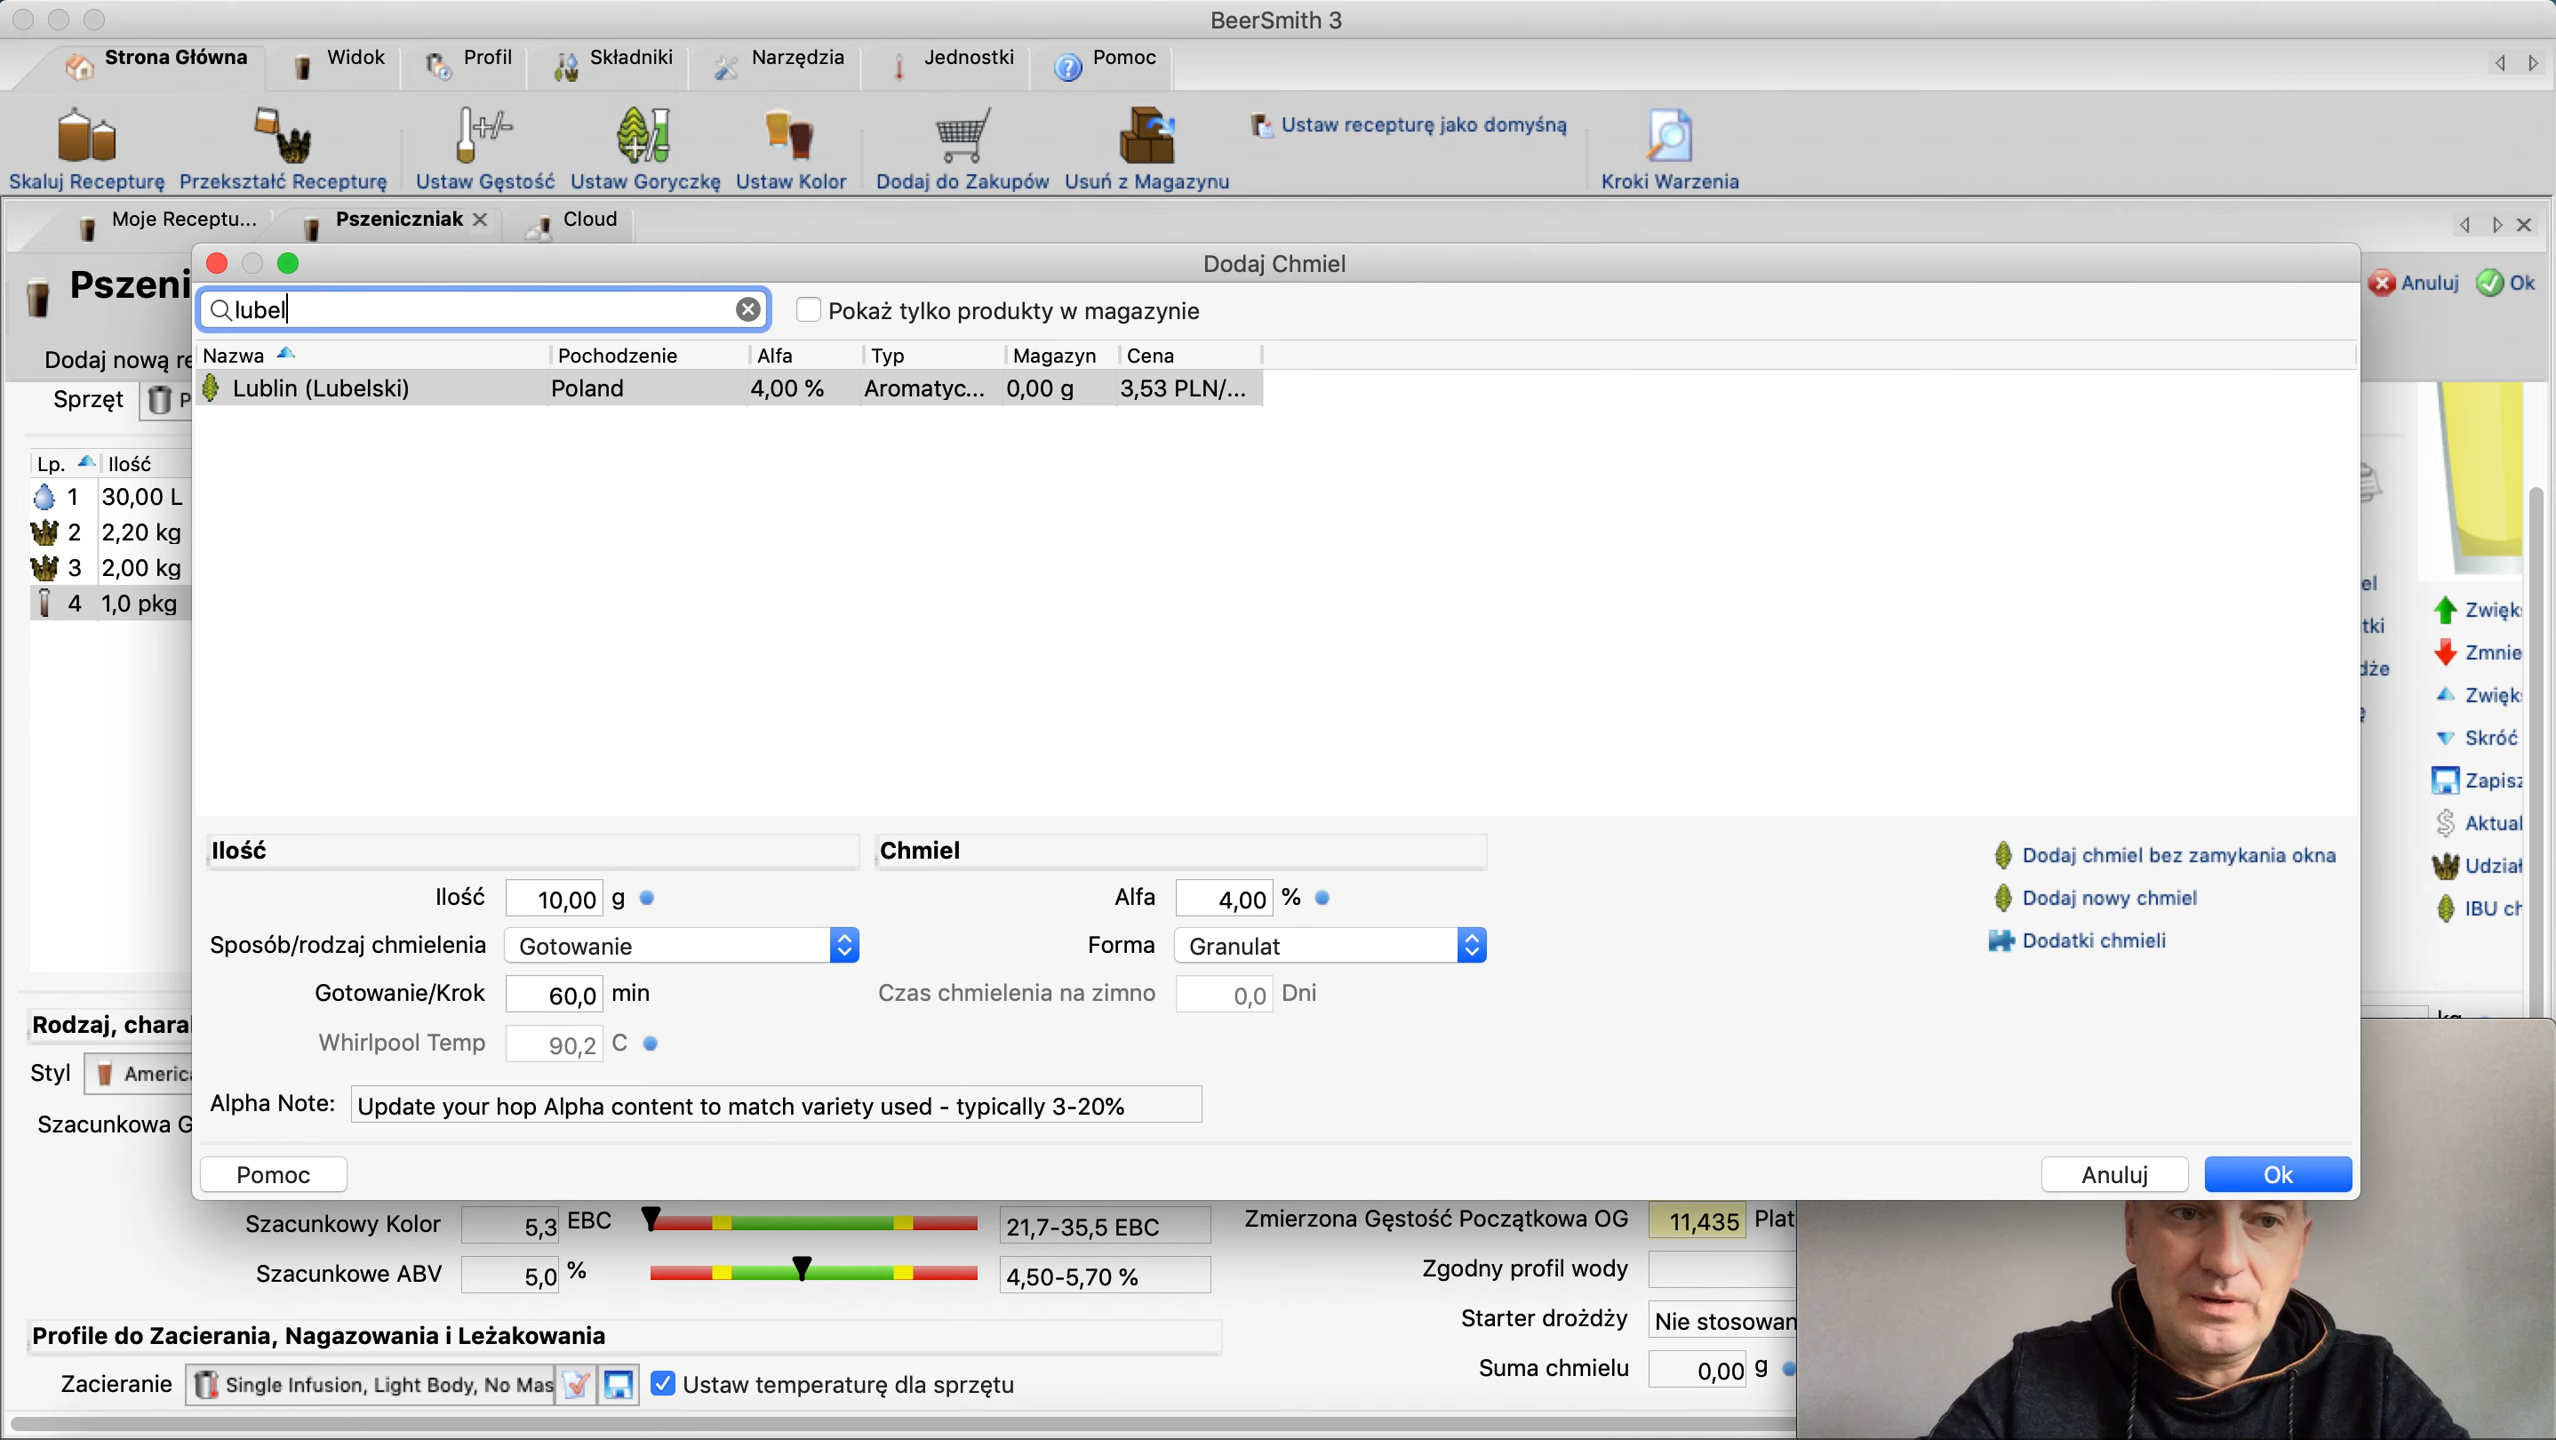 BeerSmith 3
Strona Główna
Widok
Profil
Składniki
Narzędzia
Jednostki
Pomoc
Skaluj Recepturę
Przekształć Recepturę
Ustaw Gęstość
Ustaw Goryczkę
Ustaw Kolor
Dodaj do Zakupów
Usuń z Magazynu
Ustaw recepturę jako domyśną
Kroki Warzenia
Moje Receptu...
Pszeniczniak
Cloud
Pszeni
Anuluj
Ok
Dodaj nową re
Sprzęt
P
Lp. Ilość
1 30,00 L
2 2,20 kg
3 2,00 kg
4 1,0 pkg
Dodaj Chmiel
lubel
Pokaż tylko produkty w magazynie
Nazwa Pochodzenie Alfa Typ Magazyn Cena
Lublin (Lubelski) Poland 4,00 % Aromatyc... 0,00 g 3,53 PLN/...
Ilość
Ilość 10,00 g
Sposób/rodzaj chmielenia Gotowanie
Gotowanie/Krok 60,0 min
Whirlpool Temp 90,2 C
Chmiel
Alfa 4,00 %
Forma Granulat
Czas chmielenia na zimno 0,0 Dni
Alpha Note: Update your hop Alpha content to match variety used - typically 3-20%
Dodaj chmiel bez zamykania okna
Dodaj nowy chmiel
Dodatki chmieli
Pomoc
Anuluj
Ok
el
tki
dże
Zwięk
Zmnie
Zwięk
Skróć
Zapisz
Aktual
Udział
IBU ch
Rodzaj, chara
Styl America
Szacunkowa G
Szacunkowy Kolor 5,3 EBC 21,7-35,5 EBC
Szacunkowe ABV 5,0 % 4,50-5,70 %
Zmierzona Gęstość Początkowa OG 11,435 Plat
Zgodny profil wody
Starter drożdży Nie stosowan
Suma chmielu 0,00 g
Profile do Zacierania, Nagazowania i Leżakowania
Zacieranie Single Infusion, Light Body, No Mas
Ustaw temperaturę dla sprzętu